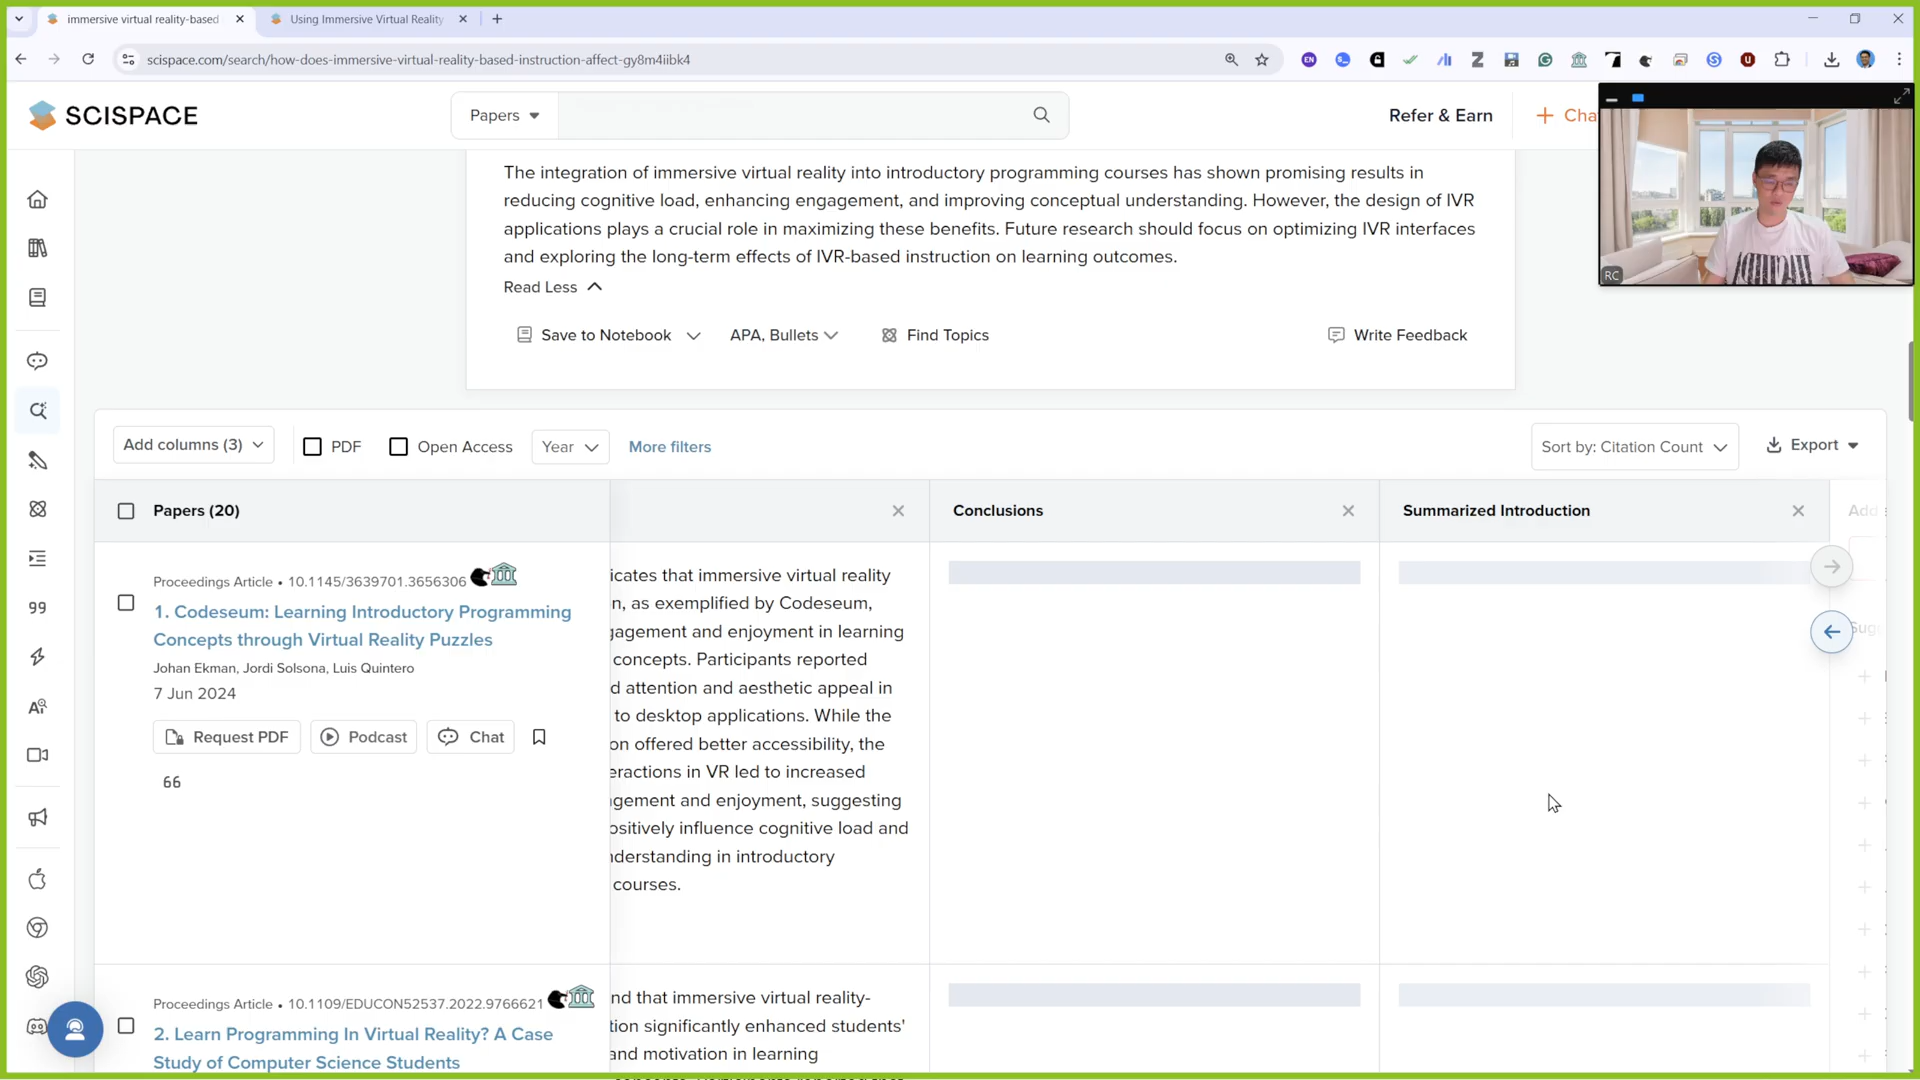 immersive virtual reality-based
Using Immersive Virtual Reality
scispace.com/search/how-does-immersive-virtual-reality-based-instruction-affect-gy8m4iibk4
SCISPACE
Papers
Refer & Earn
Cha
RC
The integration of immersive virtual reality into introductory programming courses has shown promising results in
reducing cognitive load, enhancing engagement, and improving conceptual understanding. However, the design of IVR
applications plays a crucial role in maximizing these benefits. Future research should focus on optimizing IVR interfaces
and exploring the long-term effects of IVR-based instruction on learning outcomes.
Read Less
Save to Notebook
APA, Bullets
Find Topics
Write Feedback
Add columns (3)
PDF
Open Access
Year
More filters
Sort by: Citation Count
Export
Papers (20)
Conclusions
Summarized Introduction
Add
Proceedings Article • 10.1145/3639701.3656306
1. Codeseum: Learning Introductory Programming
Concepts through Virtual Reality Puzzles
Johan Ekman, Jordi Solsona, Luis Quintero
7 Jun 2024
Request PDF
Podcast
Chat
icates that immersive virtual reality
n, as exemplified by Codeseum,
gagement and enjoyment in learning
concepts. Participants reported
d attention and aesthetic appeal in
to desktop applications. While the
on offered better accessibility, the
eractions in VR led to increased
gement and enjoyment, suggesting
ositively influence cognitive load and
nderstanding in introductory
courses.
Sugg
Proceedings Article • 10.1109/EDUCON52537.2022.9766621
2. Learn Programming In Virtual Reality? A Case
Study of Computer Science Students
nd that immersive virtual reality-
tion significantly enhanced students'
and motivation in learning